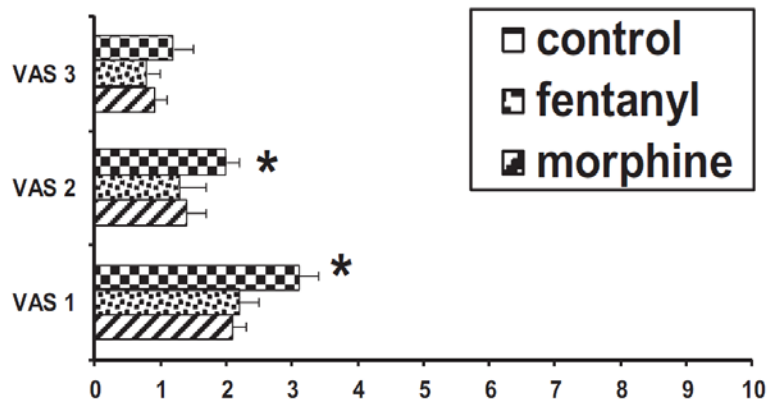 control
fentanyl
morphine
VAS 3
VAS 2
*
VAS 1
*
0 1 2 3 4 5 6 7 8 9 10